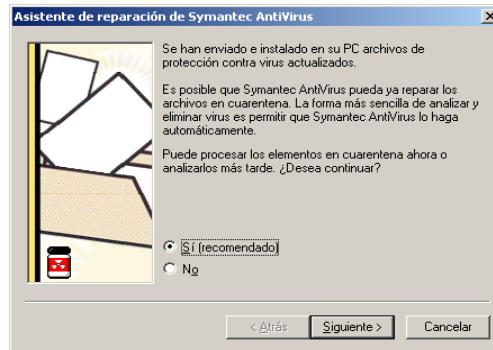 Asistente de reparación de Symantec AntiVirus
Se han enviado e instalado en su PC archivos de
protección contra virus actualizados.
Es posible que Symantec AntiVirus pueda ya reparar los
archivos en cuarentena. La forma más sencilla de analizar y
eliminar virus es permitir que Symantec AntiVirus lo haga
automáticamente.
Puede procesar los elementos en cuarentena ahora o
analizarlos más tarde. ¿Desea continuar?
Sí (recomendado)
No
< Atrás
Siguiente >
Cancelar